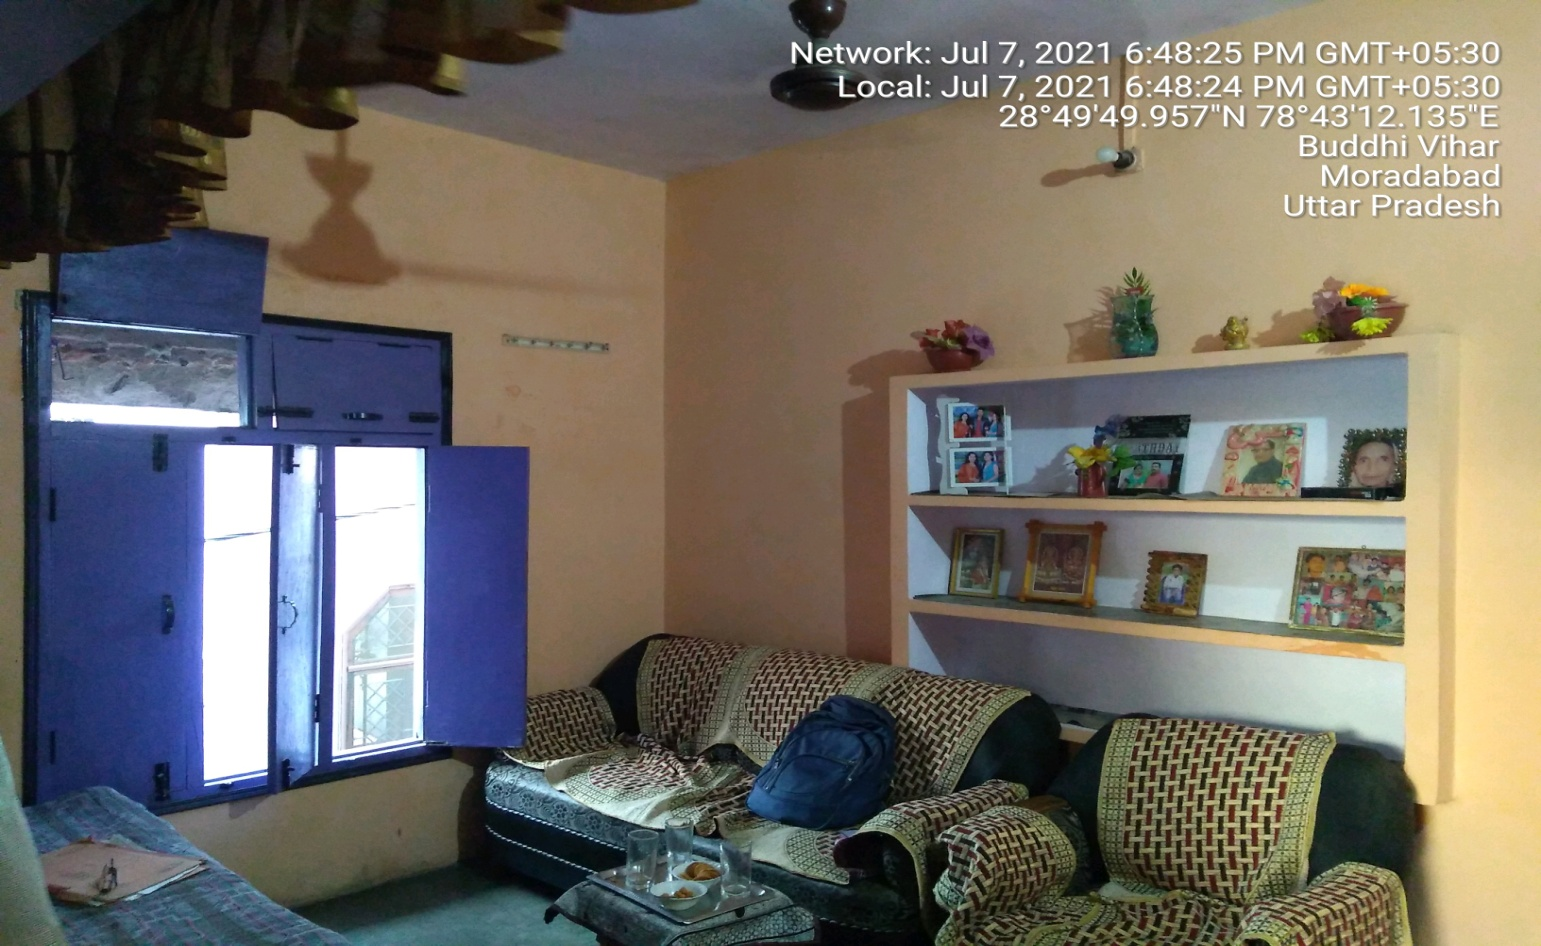 Network: Jul 7, 2021 6:48:25 PM GMT+05:30
Local: Jul 7, 2021 6:48:24 PM GMT+05:30
28°49'49.957"N 78°43'12.135"E
Buddhi Vihar
Moradabad
Uttar Pradesh